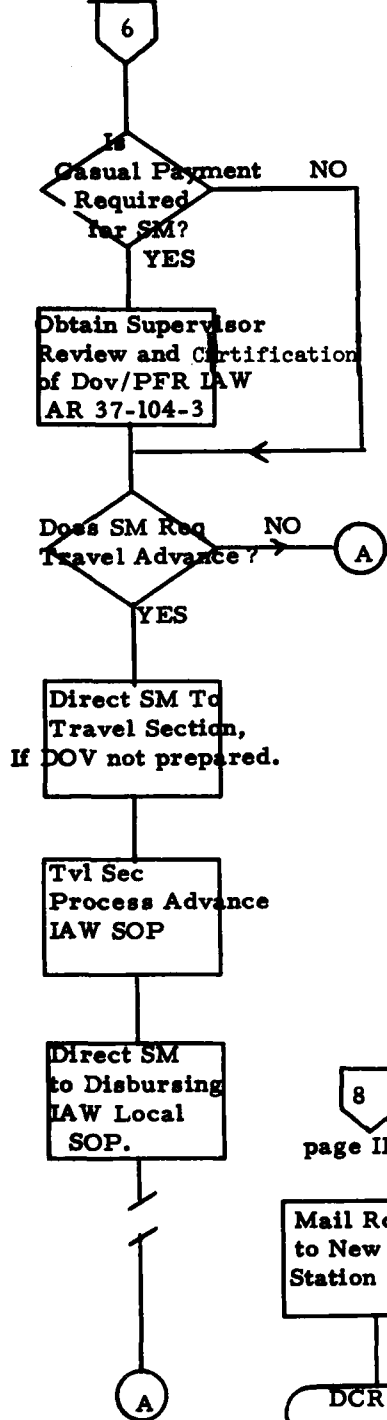 6
Is
Casual Payment
Required
for SM?
NO
YES
Obtain Supervisor
Review and Certification
of Dov/PFR IAW
AR 37-104-3
Does SM Req
Travel Advance?
NO
A
YES
Direct SM To
Travel Section,
If DOV not prepared.
Tvl Sec
Process Advance
IAW SOP
Direct SM
to Disbursing
IAW Local
SOP.
A
8
page
Mail
to New
Station
DCR